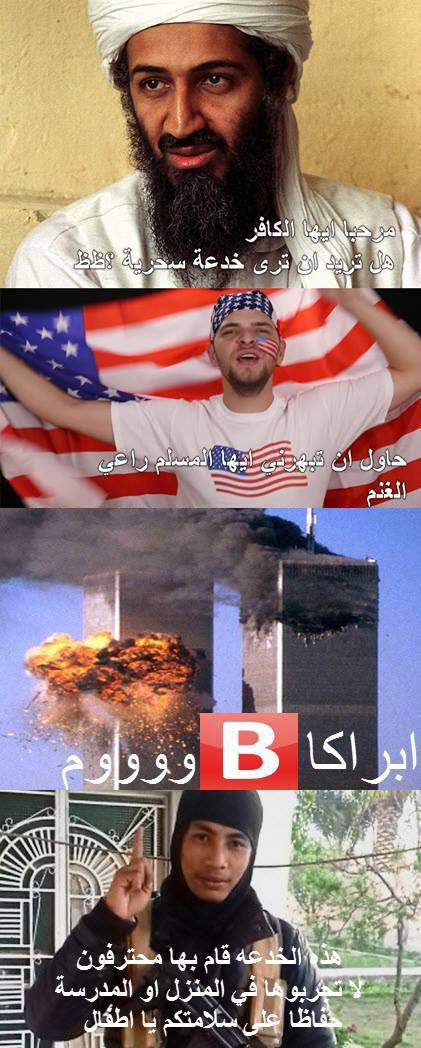 مرحبا ايها الكافر
هل تريد ان ترى خدعة سحرية ؟ظظ
حاول ان تبهرني ايها المسلم راعي
الغنم
ابراكا B ووووم
هذه الخدعه قام بها محترفون
لا تجربوها في المنزل او المدرسة
حفاظا على سلامتكم يا اطفال